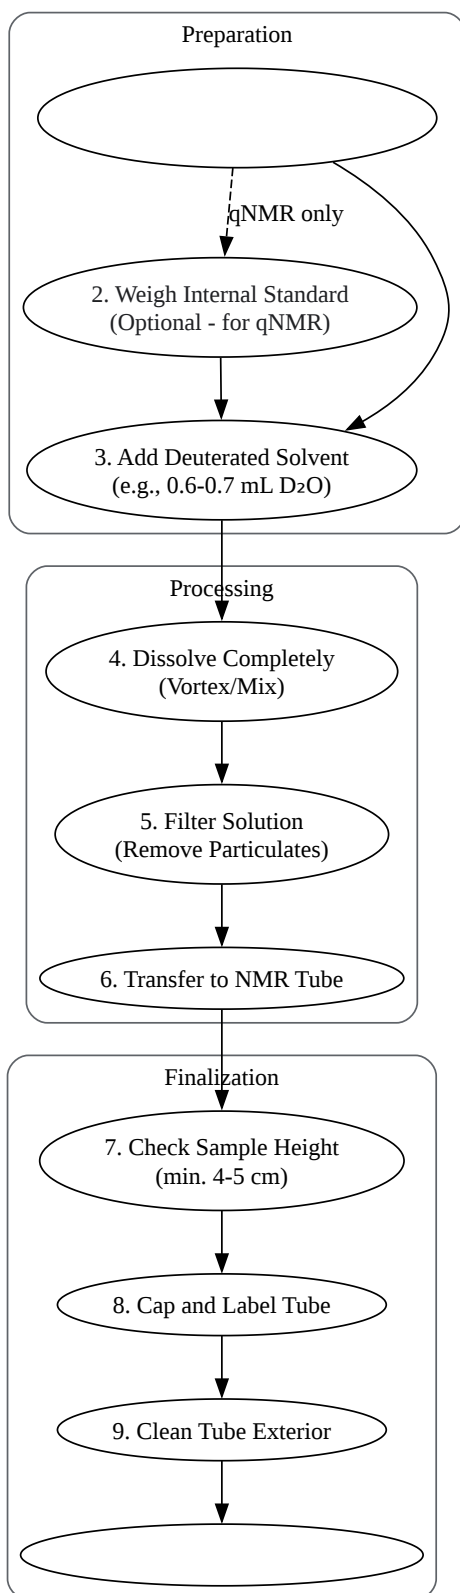 Preparation
qNMR only
2. Weigh Internal Standard
(Optional - for qNMR)
3. Add Deuterated Solvent
(e.g., 0.6-0.7 mL D₂O)
Processing
4. Dissolve Completely
(Vortex/Mix)
5. Filter Solution
(Remove Particulates)
6. Transfer to NMR Tube
Finalization
7. Check Sample Height
(min. 4-5 cm)
8. Cap and Label Tube
9. Clean Tube Exterior